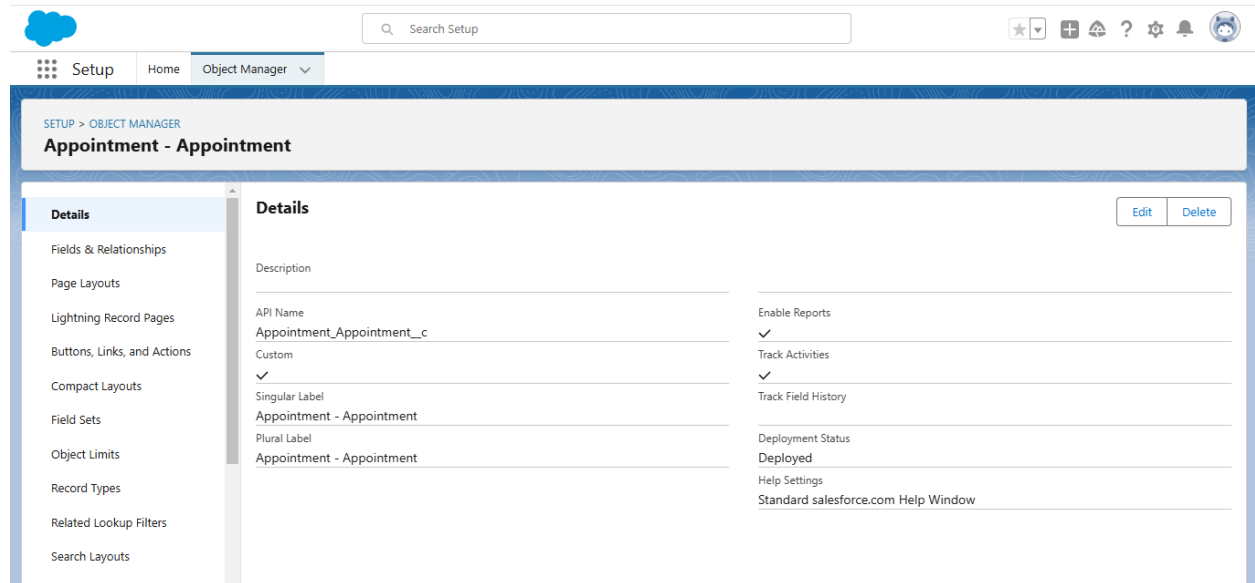 Search Setup
Setup
Home
Object Manager
SETUP > OBJECT MANAGER
Appointment - Appointment
Details
Fields & Relationships
Page Layouts
Lightning Record Pages
Buttons, Links, and Actions
Compact Layouts
Field Sets
Object Limits
Record Types
Related Lookup Filters
Search Layouts
Details
Edit
Delete
Description
API Name
Appointment_Appointment__c
Custom
Singular Label
Appointment - Appointment
Plural Label
Appointment - Appointment
Enable Reports
Track Activities
Track Field History
Deployment Status
Deployed
Help Settings
Standard salesforce.com Help Window